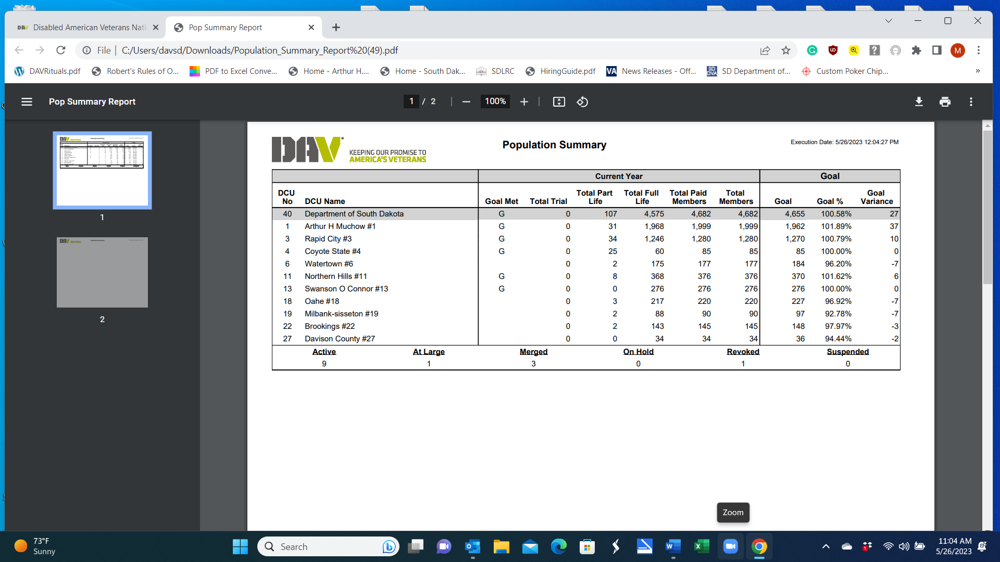 DAV Disabled American Veterans Nati
Pop Summary Report
File | C:/Users/davsd/Downloads/Population_Summary_Report%20(49).pdf
M
DAVRituals.pdf Robert's Rules of O... PDF to Excel Conve... Home - Arthur H.... Home - South Dak... SDLRC HiringGuide.pdf VA News Releases - Off... SD DVA SD Department of... Custom Poker Chip... »
Pop Summary Report 1 / 2 100%
1
2
DAV® KEEPING OUR PROMISE TO
AMERICA'S VETERANS
Population Summary
Execution Date: 5/26/2023 12:04:27 PM
Current Year Goal
DCU No DCU Name Goal Met Total Trial Total Part Life Total Full Life Total Paid Members Total Members Goal Goal % Goal Variance
40 Department of South Dakota G 0 107 4,575 4,682 4,682 4,655 100.58% 27
1 Arthur H Muchow #1 G 0 31 1,968 1,999 1,999 1,962 101.89% 37
3 Rapid City #3 G 0 34 1,246 1,280 1,280 1,270 100.79% 10
4 Coyote State #4 G 0 25 60 85 85 85 100.00% 0
6 Watertown #6 0 2 175 177 177 184 96.20% -7
11 Northern Hills #11 G 0 8 368 376 376 370 101.62% 6
13 Swanson O Connor #13 G 0 0 276 276 276 276 100.00% 0
18 Oahe #18 0 3 217 220 220 227 96.92% -7
19 Milbank-sisseton #19 0 2 88 90 90 97 92.78% -7
22 Brookings #22 0 2 143 145 145 148 97.97% -3
27 Davison County #27 0 0 34 34 34 36 94.44% -2
Active At Large Merged On Hold Revoked Suspended
9 1 3 0 1 0
Zoom
73°F
Sunny
Search
11:04 AM
5/26/2023